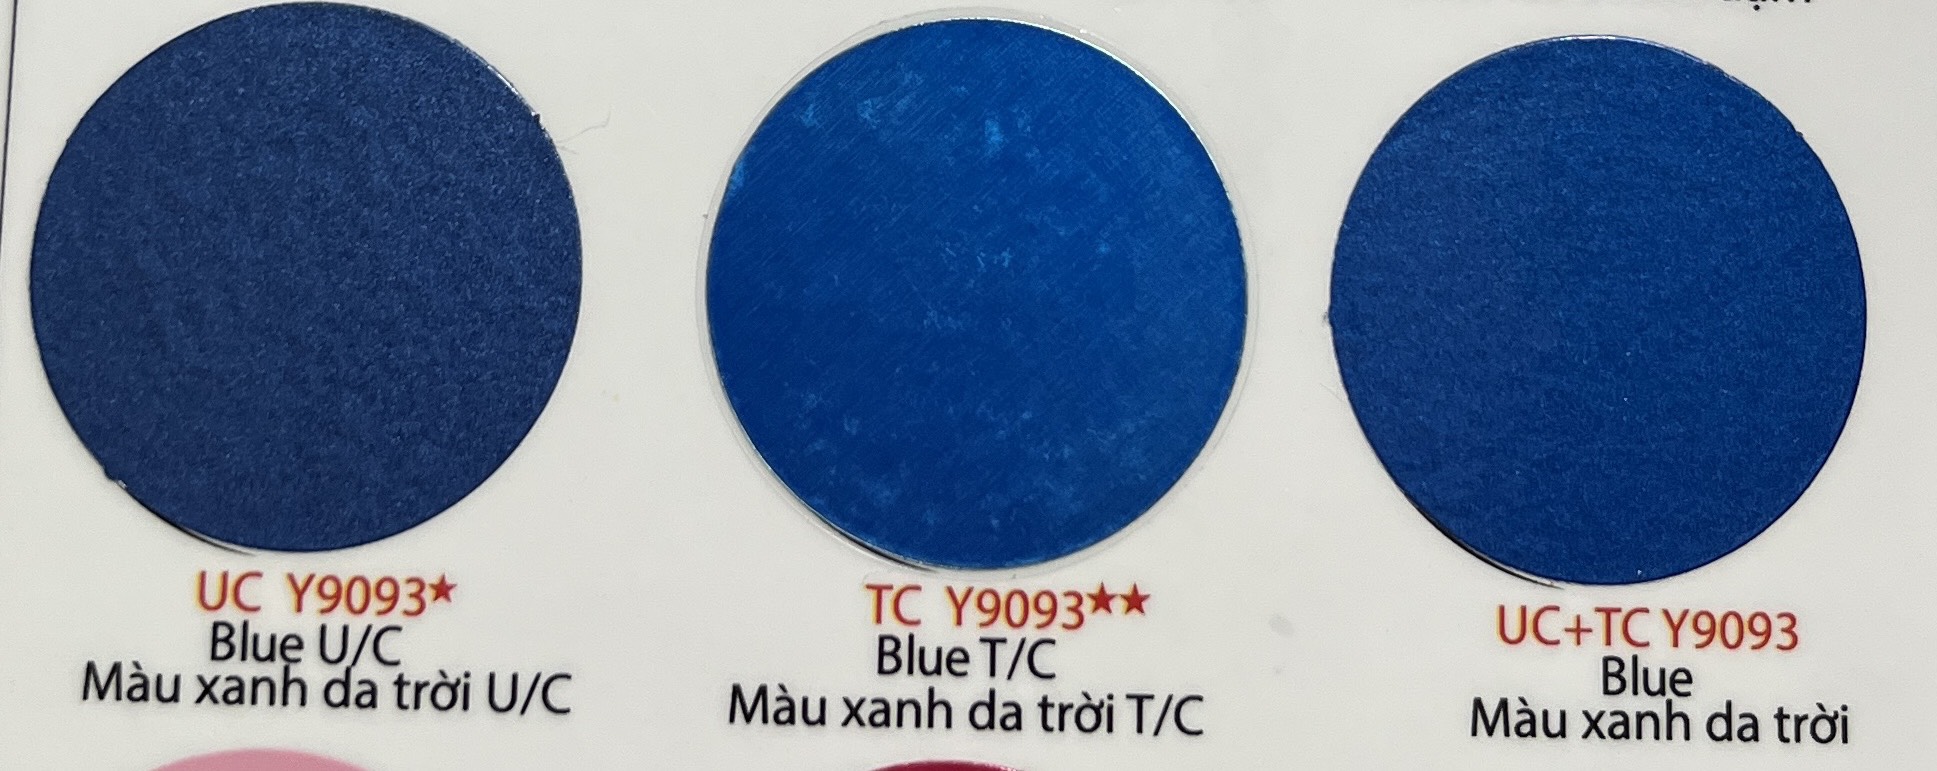 UC Y9093★
Blue U/C
Màu xanh da trời U/C
TC Y9093★★
Blue T/C
Màu xanh da trời T/C
UC+TC Y9093
Blue
Màu xanh da trời